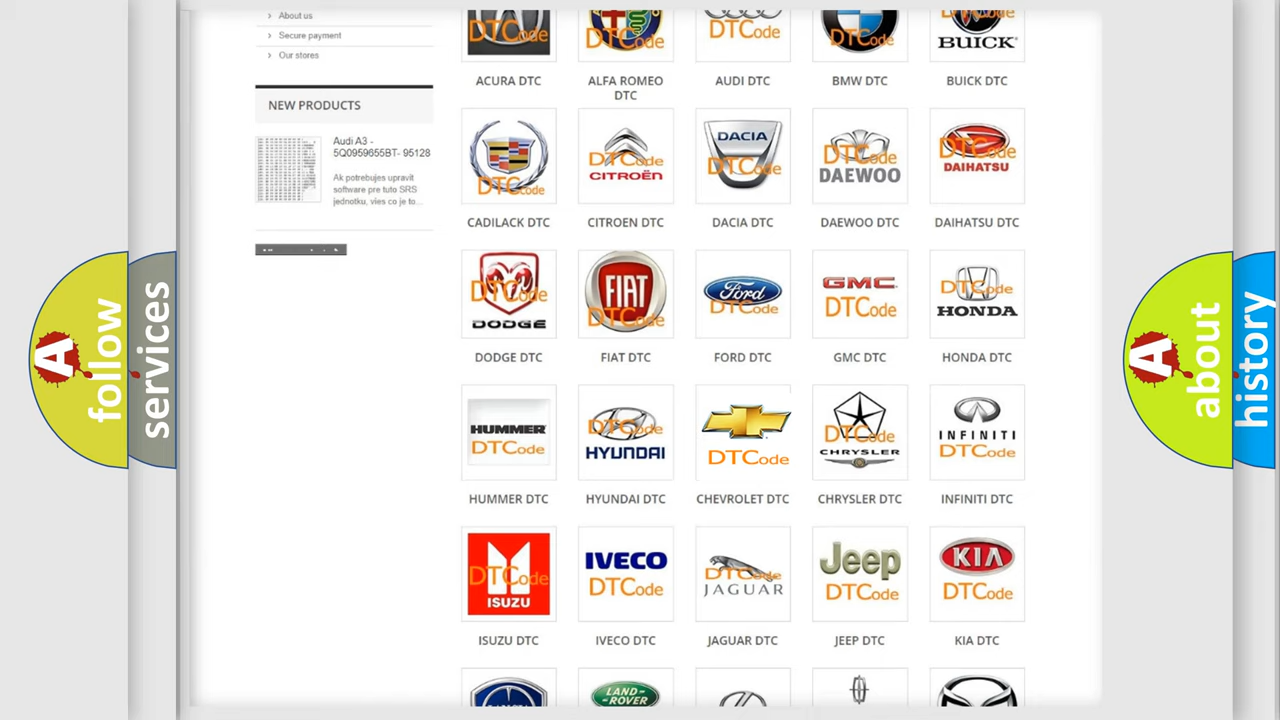 About us
Secure payment
Our stores
NEW PRODUCTS
Audi A3 -
5Q0959655BT- 95128
Ak potrebujes upravit
software pre tuto SRS
jednotku, vies co je to...
DTCode
DTCode
DTCode
DTCode
BUICK
ACURA DTC
ALFA ROMEO
DTC
AUDI DTC
BMW DTC
BUICK DTC
DTCode
DTCode
CITROËN
DACIA
DTCode
DTCode
DAEWOO
DTCode
DAIHATSU
CADILACK DTC
CITROEN DTC
DACIA DTC
DAEWOO DTC
DAIHATSU DTC
DTCode
DODGE
FIAT
DTCode
Ford
DTCode
GMC
DTCode
DTCode
HONDA
DODGE DTC
FIAT DTC
FORD DTC
GMC DTC
HONDA DTC
HUMMER
DTCode
DTCode
HYUNDAI
DTCode
DTCode
CHRYSLER
INFINITI
DTCode
HUMMER DTC
HYUNDAI DTC
CHEVROLET DTC
CHRYSLER DTC
INFINITI DTC
DTCode
ISUZU
IVECO
DTCode
DTCode
JAGUAR
Jeep
DTCode
KIA
DTCode
ISUZU DTC
IVECO DTC
JAGUAR DTC
JEEP DTC
KIA DTC
LAND-
ROVER
A
follow
services
A
about
history